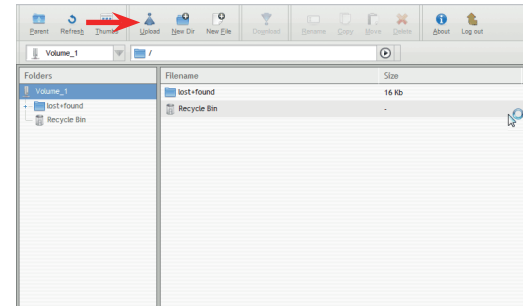 Parent Refresh Thumbs Upload New Dir New File Download Rename Copy Move Delete About Log out
Volume_1 /
Folders Filename Size
Volume_1
lost+found
Recycle Bin
lost+found 16 Kb
Recycle Bin -